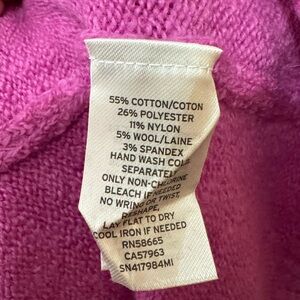 55% COTTON/COTON
26% POLYESTER
11% NYLON
5% WOOL/LAINE
3% SPANDEX
HAND WASH COLD
SEPARATELY
ONLY NON-CHLORINE
BLEACH IF NEEDED
NO WRING OR TWIST,
RESHAPE,
LAY FLAT TO DRY
COOL IRON IF NEEDED
RN58665
CA57963
SN417984MI